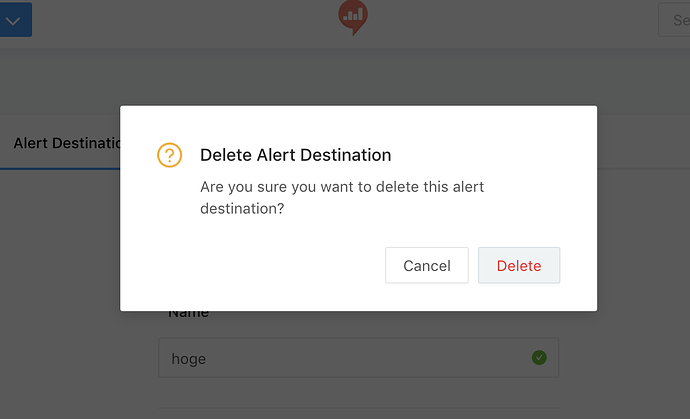 Se
Alert Destinatio
Delete Alert Destination
Are you sure you want to delete this alert
destination?
Cancel
Delete
Name
hoge